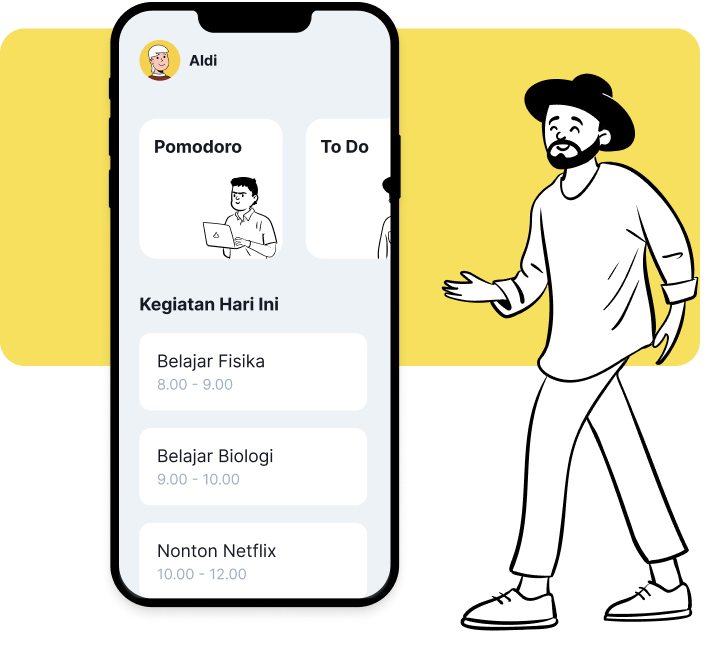 Aldi
Pomodoro
To Do
Kegiatan Hari Ini
Belajar Fisika
8.00 - 9.00
Belajar Biologi
9.00 - 10.00
Nonton Netflix
10.00 - 12.00